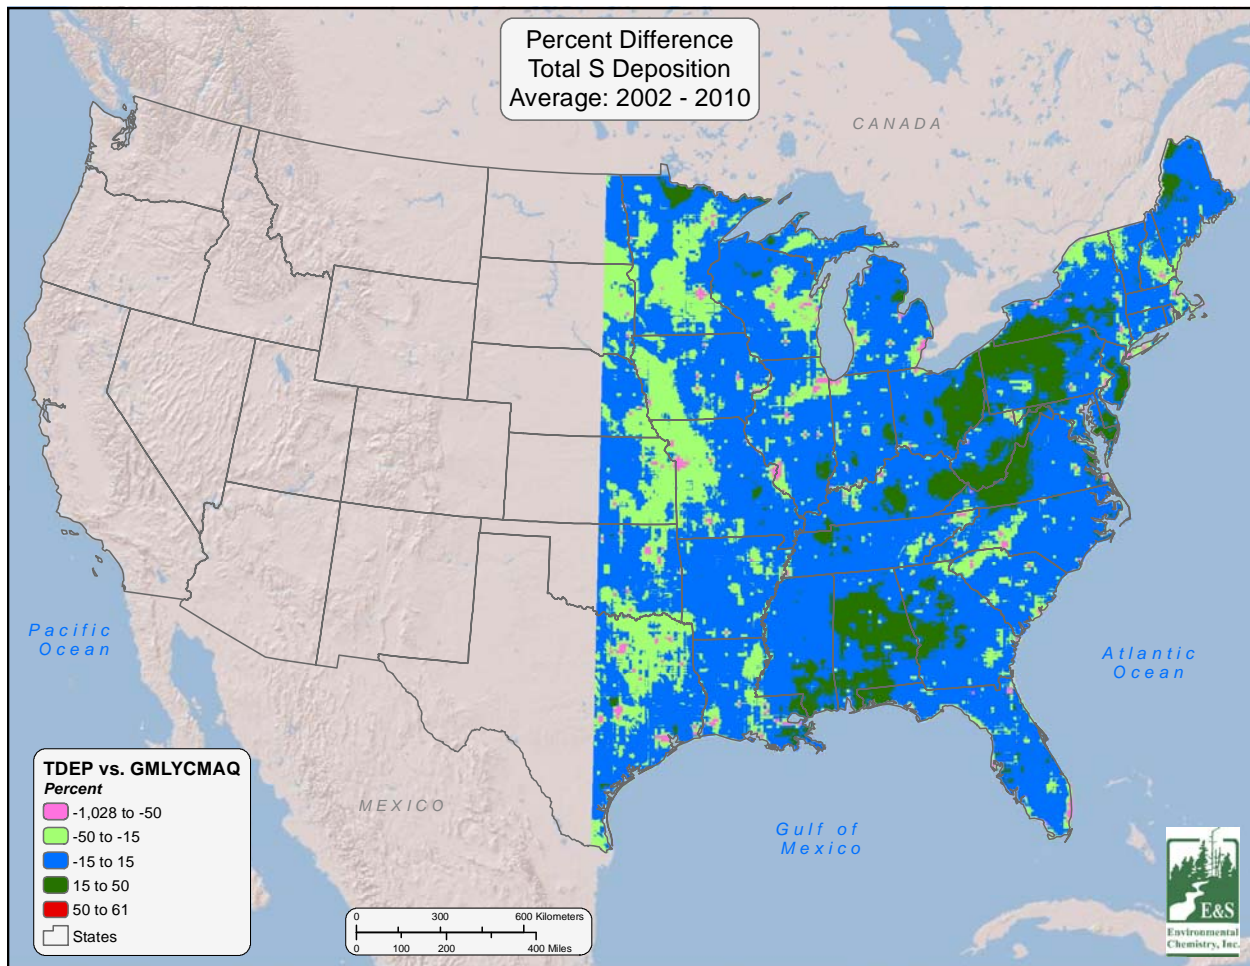 Percent Difference
Total S Deposition
Average: 2002 - 2010
CANADA
Pacific
Ocean
Atlantic
Ocean
MEXICO
Gulf of
Mexico
TDEP vs. GMLYCMAQ
Percent
-1,028 to -50
-50 to -15
-15 to 15
15 to 50
50 to 61
States
0 300 600 Kilometers
0 100 200 400 Miles
E&S
Environmental
Chemistry, Inc.